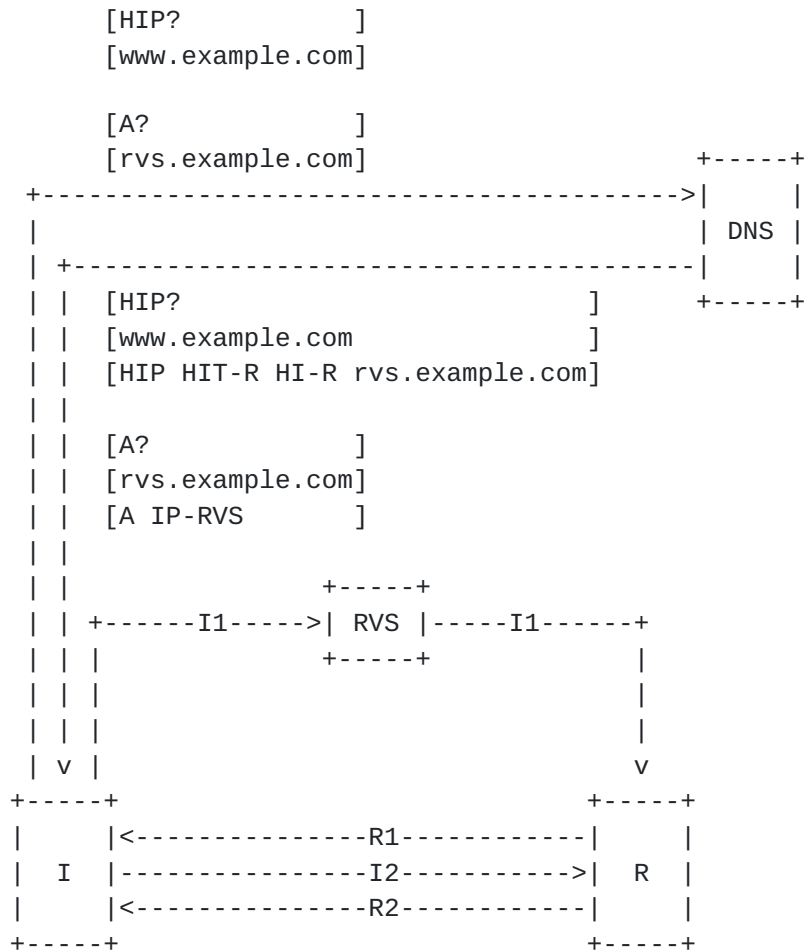 [HIP?           ]
[www.example.com]
[A?             ]
[rvs.example.com]
DNS
[HIP?                          ]
[www.example.com               ]
[HIP HIT-R HI-R rvs.example.com]
[A?             ]
[rvs.example.com]
[A IP-RVS       ]
I1 RVS I1
R1
I I2 R
R2